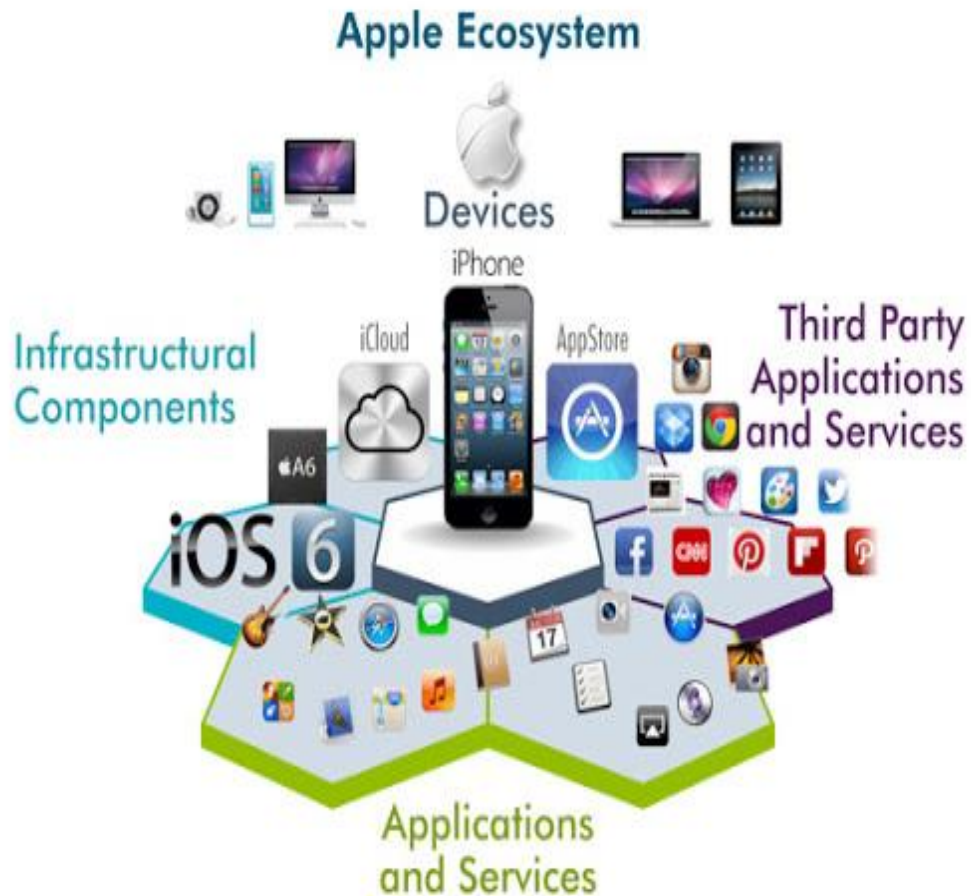 Apple Ecosystem
Devices
iPhone
iCloud
AppStore
Infrastructural
Components
Third Party
Applications
and Services
A6
iOS 6
CNN
17
Applications
and Services